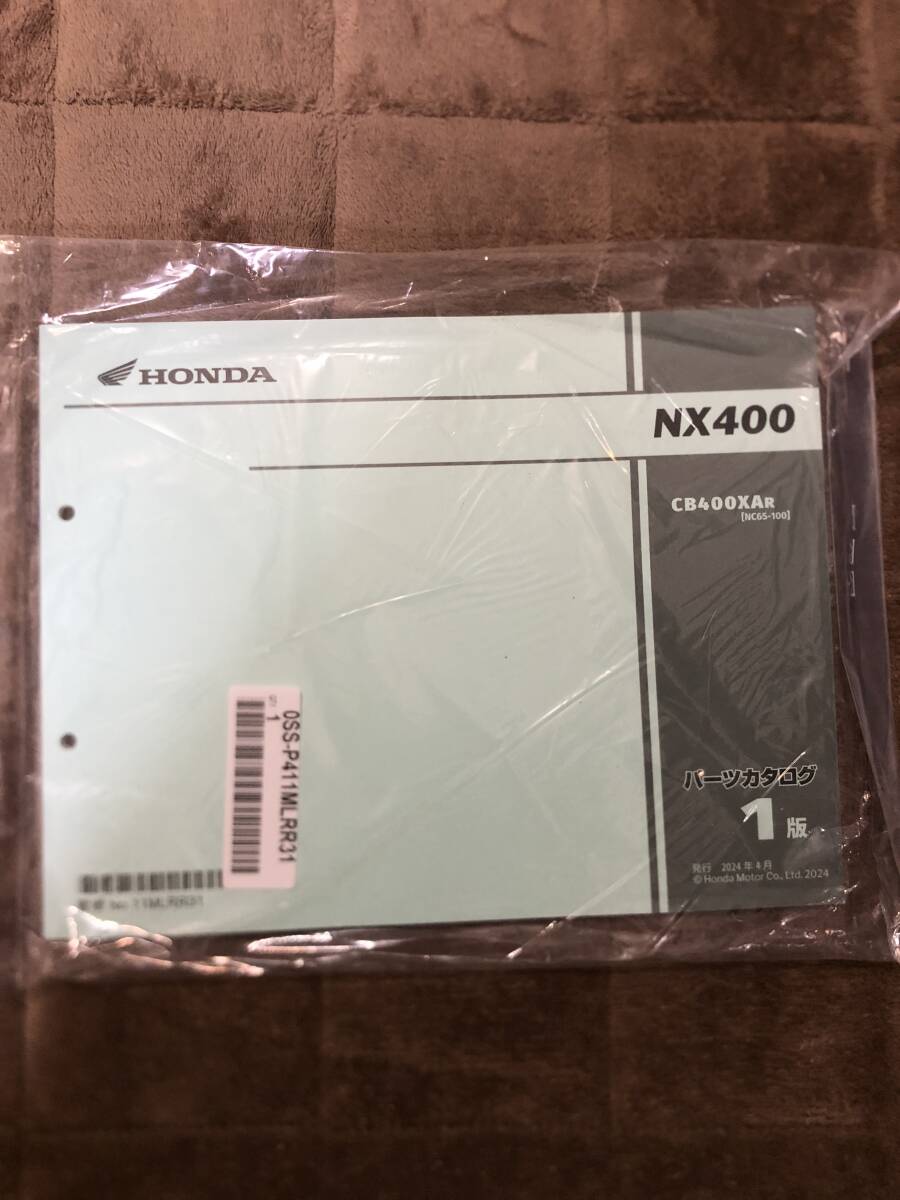 HONDA
NX400
CB400XAR
[NC65-100]
パーツカタログ
1版
発行 2024年4月
© Honda Motor Co., Ltd. 2024
0SS-P411MLRR31
1